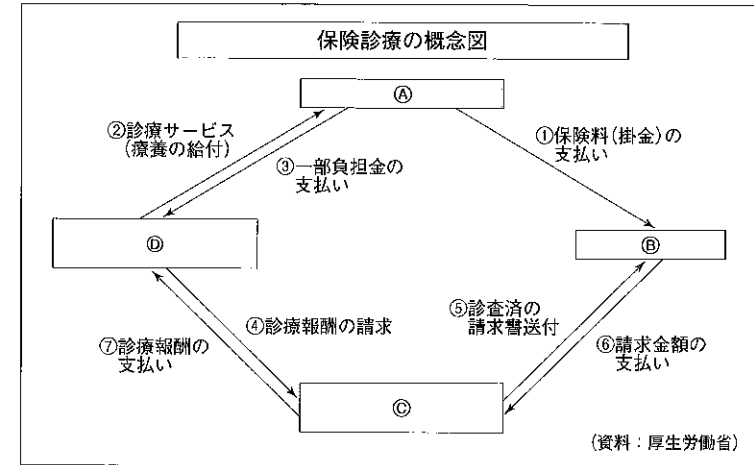 保険診療の概念図
Ⓐ
②診療サービス
(療養の給付)
①保険料(掛金)の
支払い
③一部負担金の
支払い
Ⓓ
Ⓑ
④診療報酬の請求
⑤診査済の
請求書送付
⑦診療報酬の
支払い
⑥請求金額の
支払い
Ⓒ
(資料:厚生労働省)